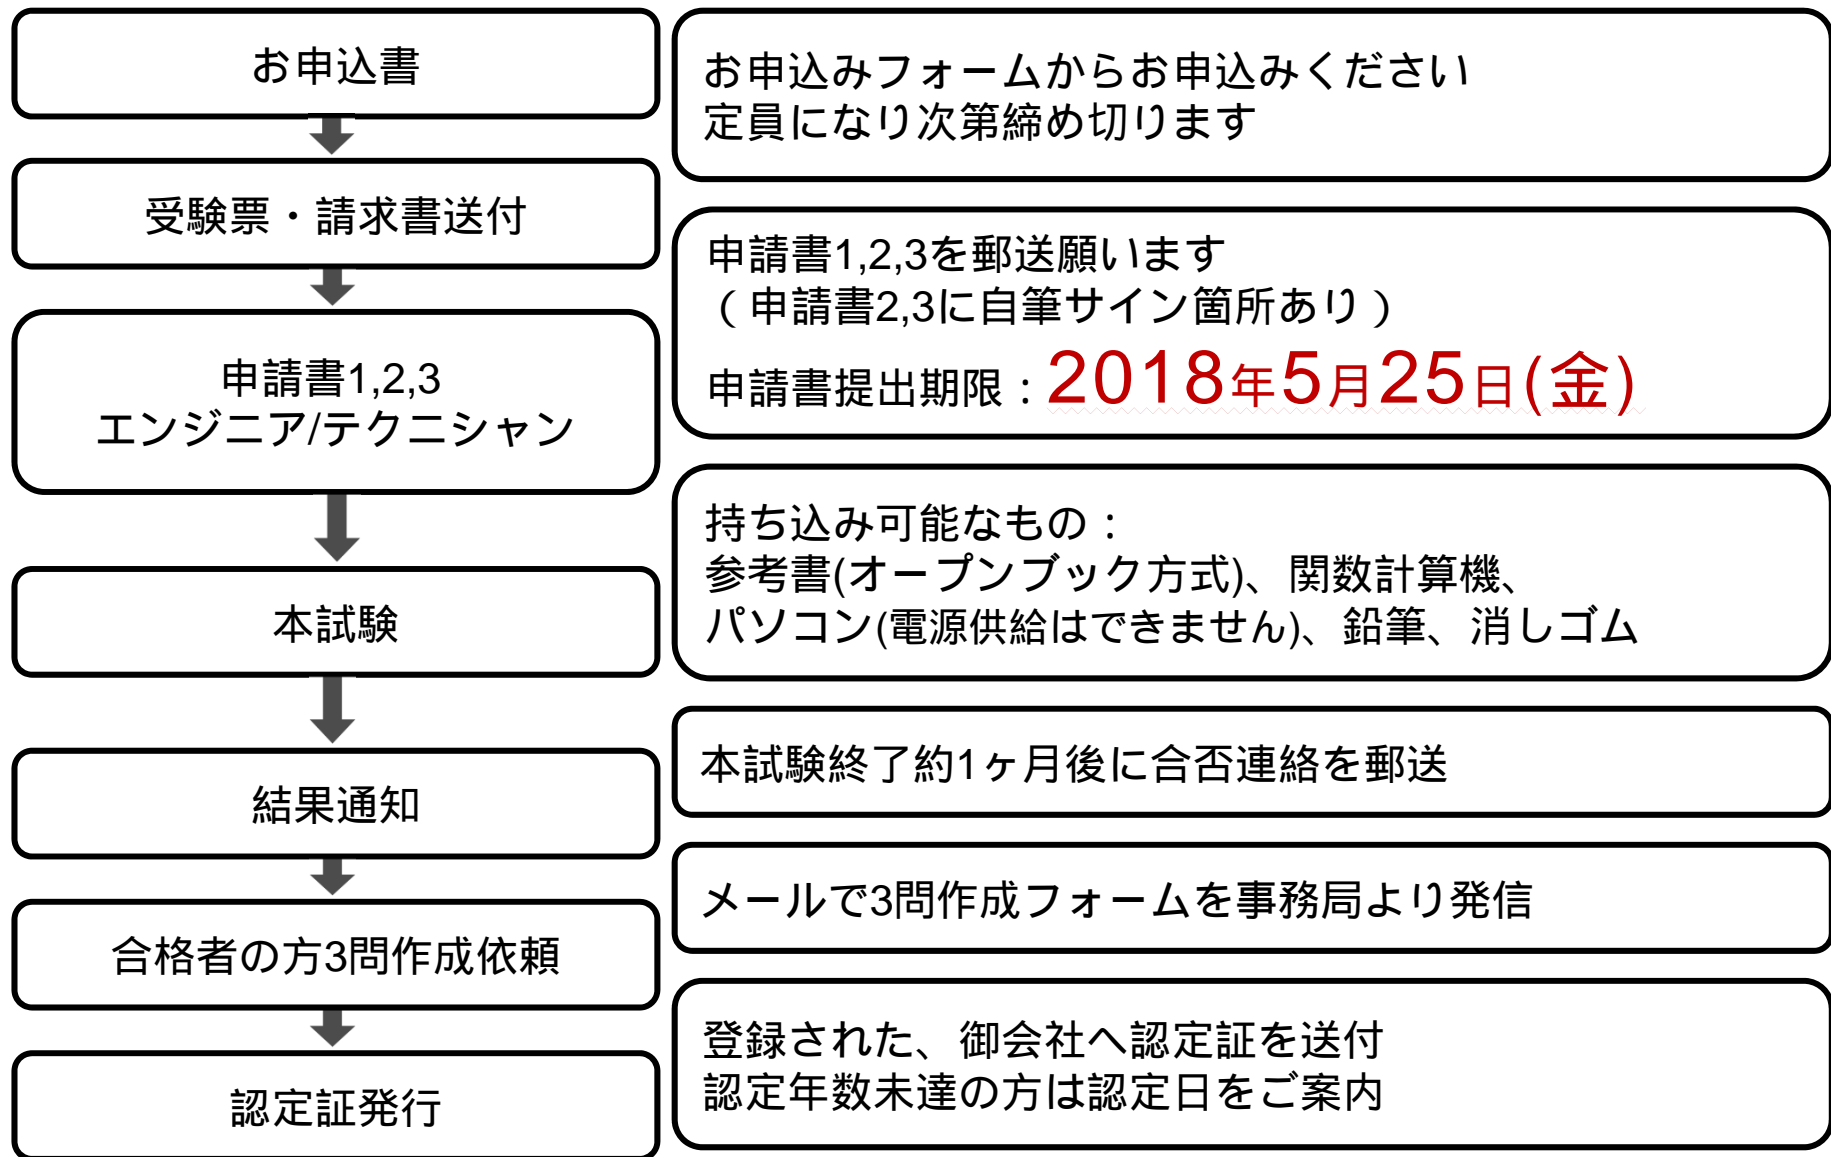 お申込書
受験票・請求書送付
申請書1,2,3
エンジニア/テクニシャン
本試験
結果通知
合格者の方3問作成依頼
認定証発行
お申込みフォームからお申込みください
定員になり次第締め切ります
申請書1,2,3を郵送願います
（申請書2,3に自筆サイン箇所あり）
申請書提出期限：2018年5月25日(金)
持ち込み可能なもの：
参考書(オープンブック方式)、関数計算機、
パソコン(電源供給はできません)、鉛筆、消しゴム
本試験終了約1ヶ月後に合否連絡を郵送
メールで3問作成フォームを事務局より発信
登録された、御会社へ認定証を送付
認定年数未達の方は認定日をご案内